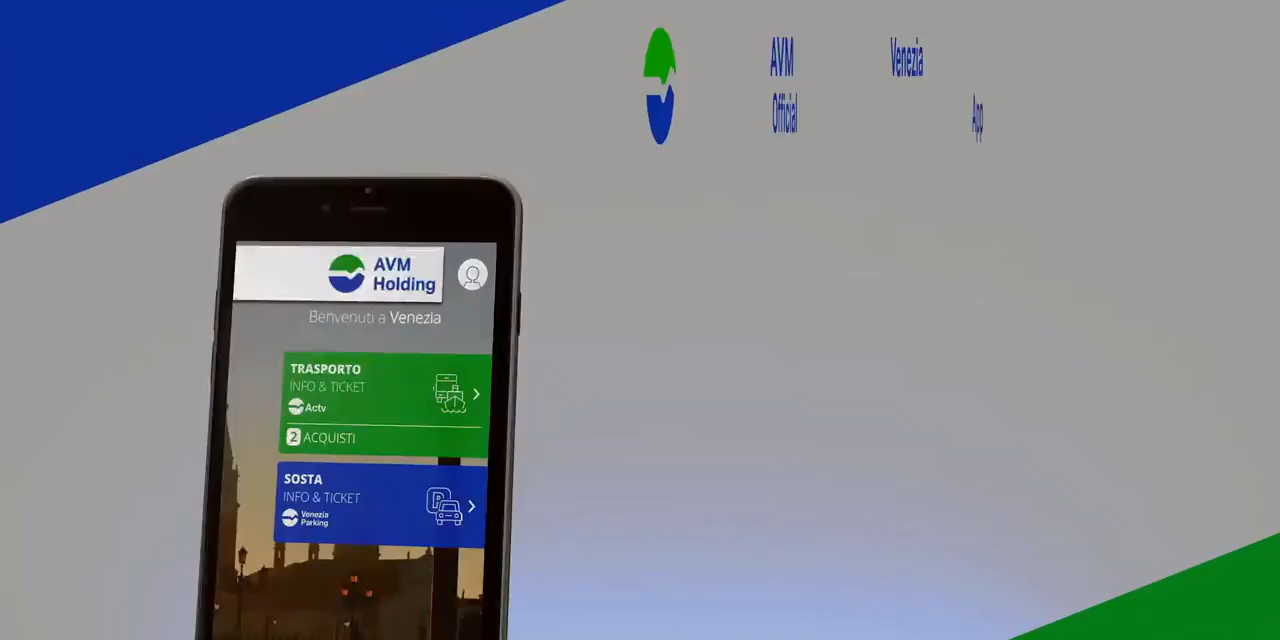 AVM Venezia
Official App
AVM
Holding
Benvenuti a Venezia
TRASPORTO
INFO & TICKET
Actv
2 ACQUISTI
SOSTA
INFO & TICKET
P
Venezia
Parking